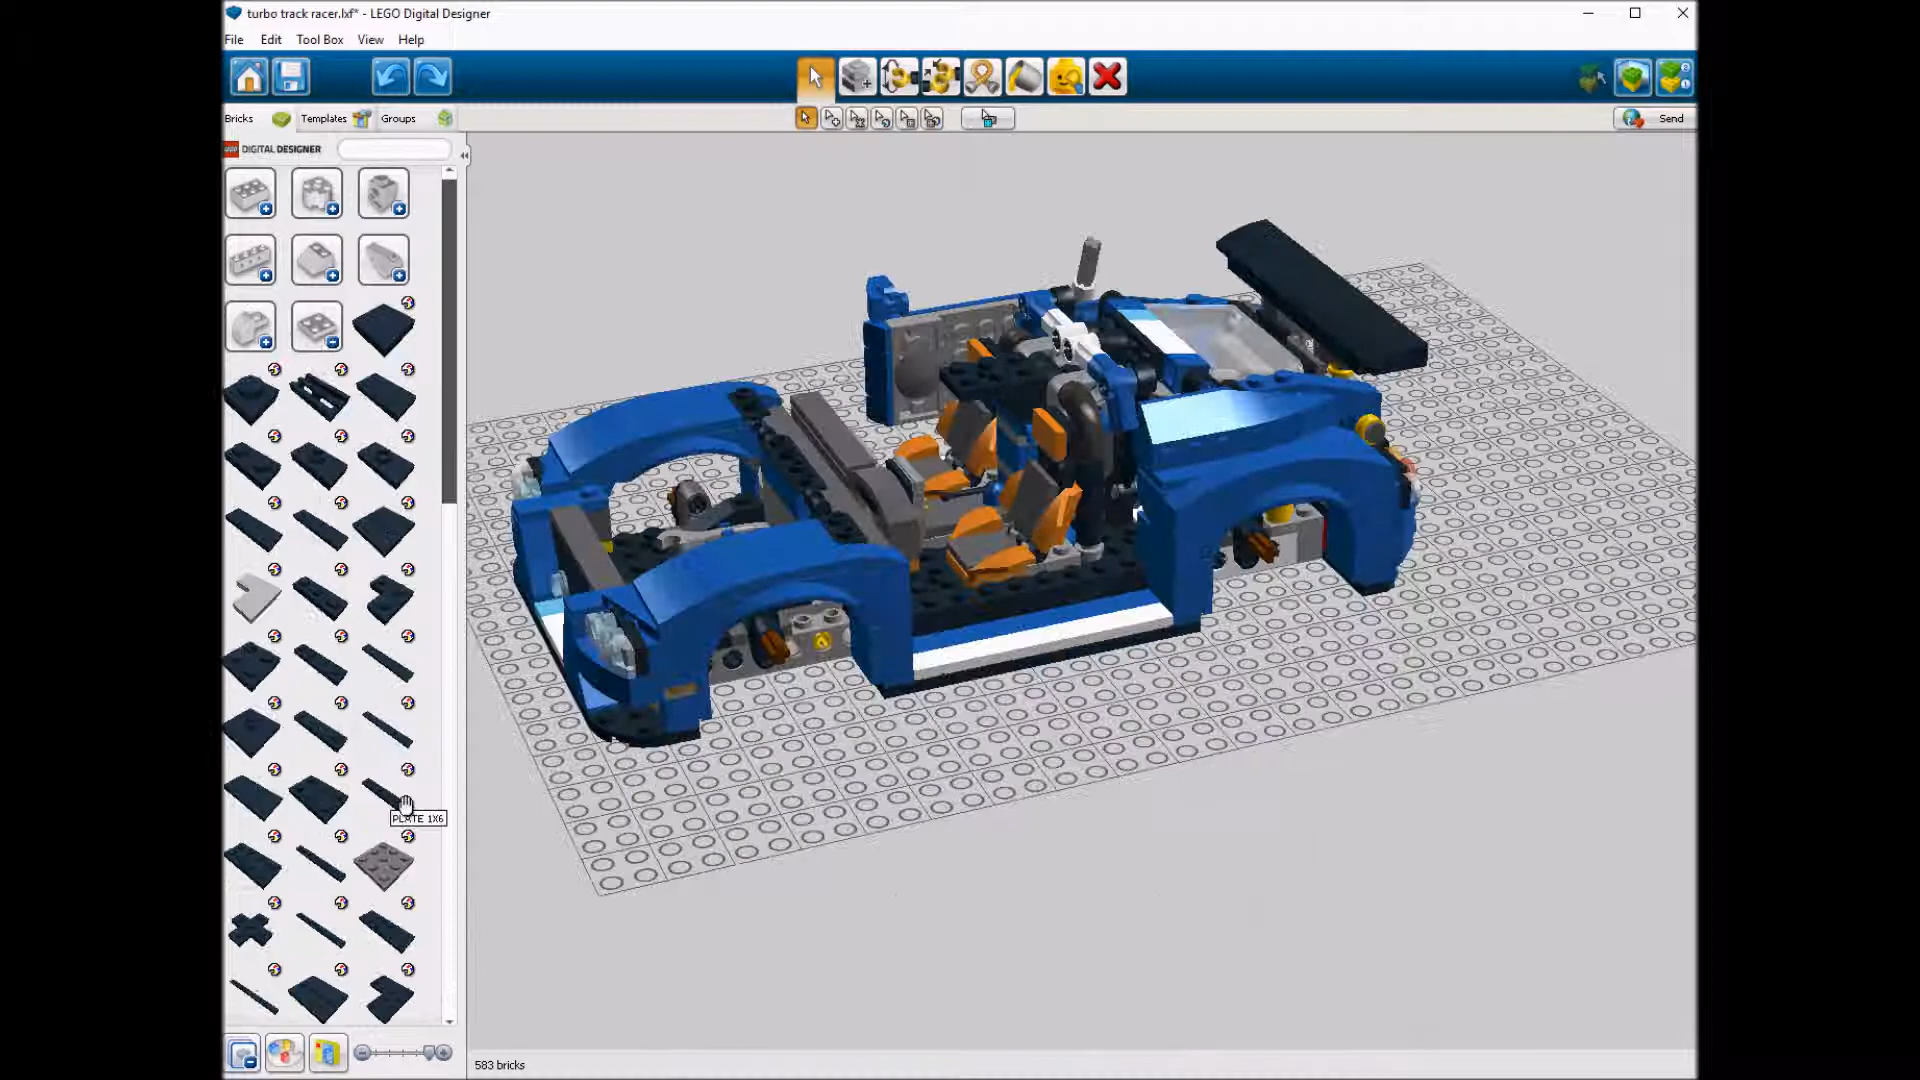 turbo track racer.lxf* - LEGO Digital Designer
File Edit Tool Box View Help
Bricks Templates Groups Send
LEGO DIGITAL DESIGNER
PLATE 1X6
583 bricks